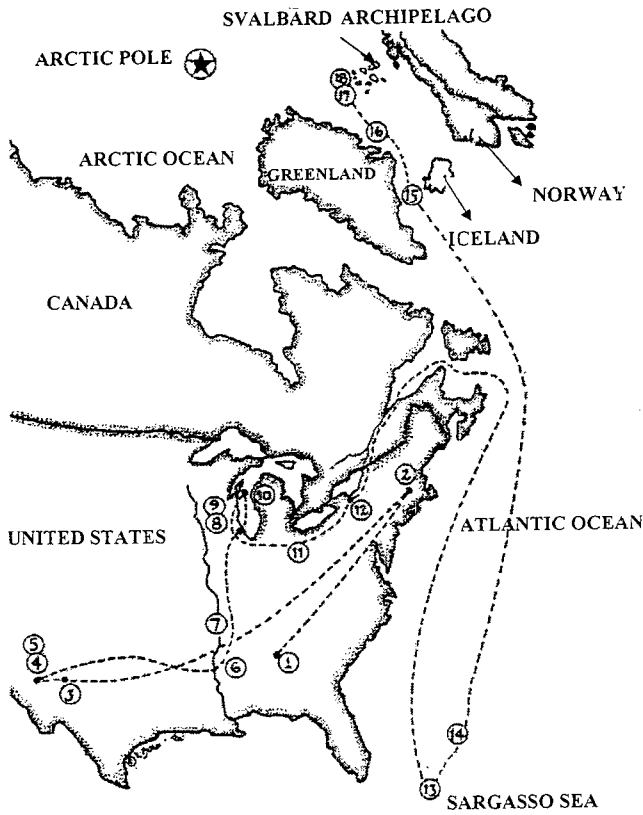 SVALBARD ARCHIPELAGO
ARCTIC POLE
18
17
16
ARCTIC OCEAN
GREENLAND
15
NORWAY
ICELAND
CANADA
2
9
10
8
12
UNITED STATES
ATLANTIC OCEAN
11
7
5
4
6
1
3
14
13
SARGASSO SEA